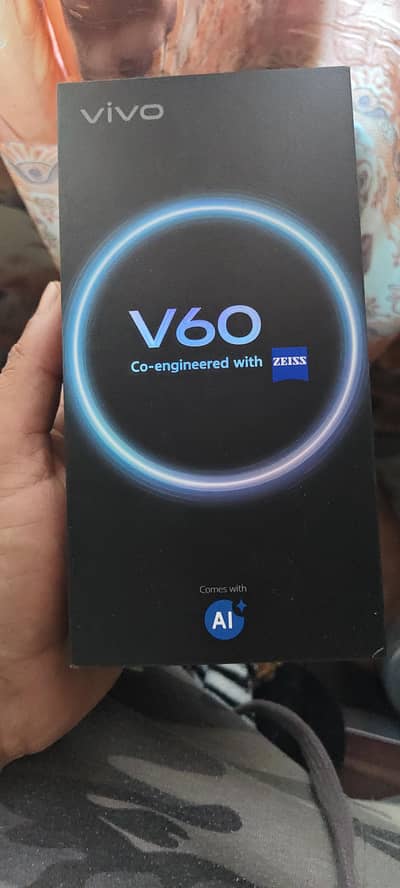 vivo
V60
Co-engineered with ZEISS
Comes with
AI